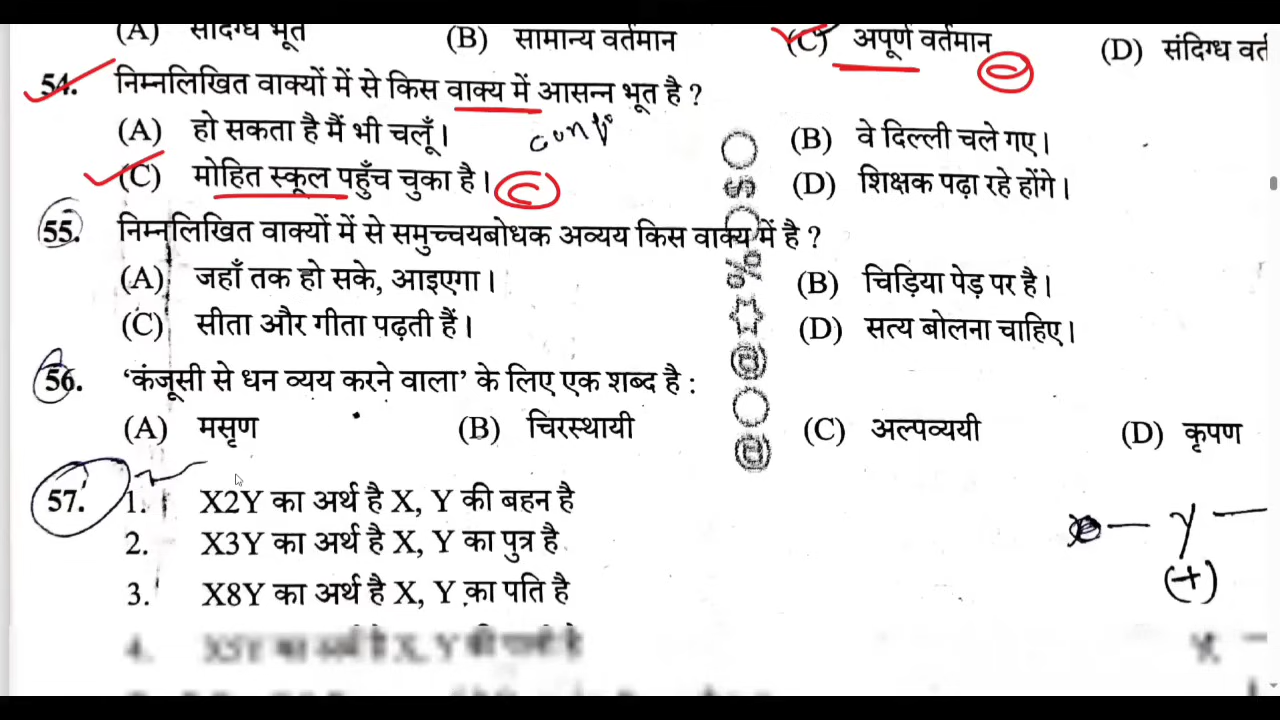 (A) संदिग्ध भूत (B) सामान्य वर्तमान (C) अपूर्ण वर्तमान (D) संदिग्ध वर्त
54. निम्नलिखित वाक्यों में से किस वाक्य में आसन्न भूत है ?
(A) हो सकता है मैं भी चलूँ। (B) वे दिल्ली चले गए।
(C) मोहित स्कूल पहुँच चुका है। C (D) शिक्षक पढ़ा रहे होंगे।
55. निम्नलिखित वाक्यों में से समुच्चयबोधक अव्यय किस वाक्य में है ?
(A) जहाँ तक हो सके, आइएगा। (B) चिड़िया पेड़ पर है।
(C) सीता और गीता पढ़ती हैं। (D) सत्य बोलना चाहिए।
56. 'कंजूसी से धन व्यय करने वाला' के लिए एक शब्द है :
(A) मसृण (B) चिरस्थायी (C) अल्पव्ययी (D) कृपण
57. 1. X2Y का अर्थ है X, Y की बहन है
2. X3Y का अर्थ है X, Y का पुत्र है
3. X8Y का अर्थ है X, Y का पति है
Y
(+)